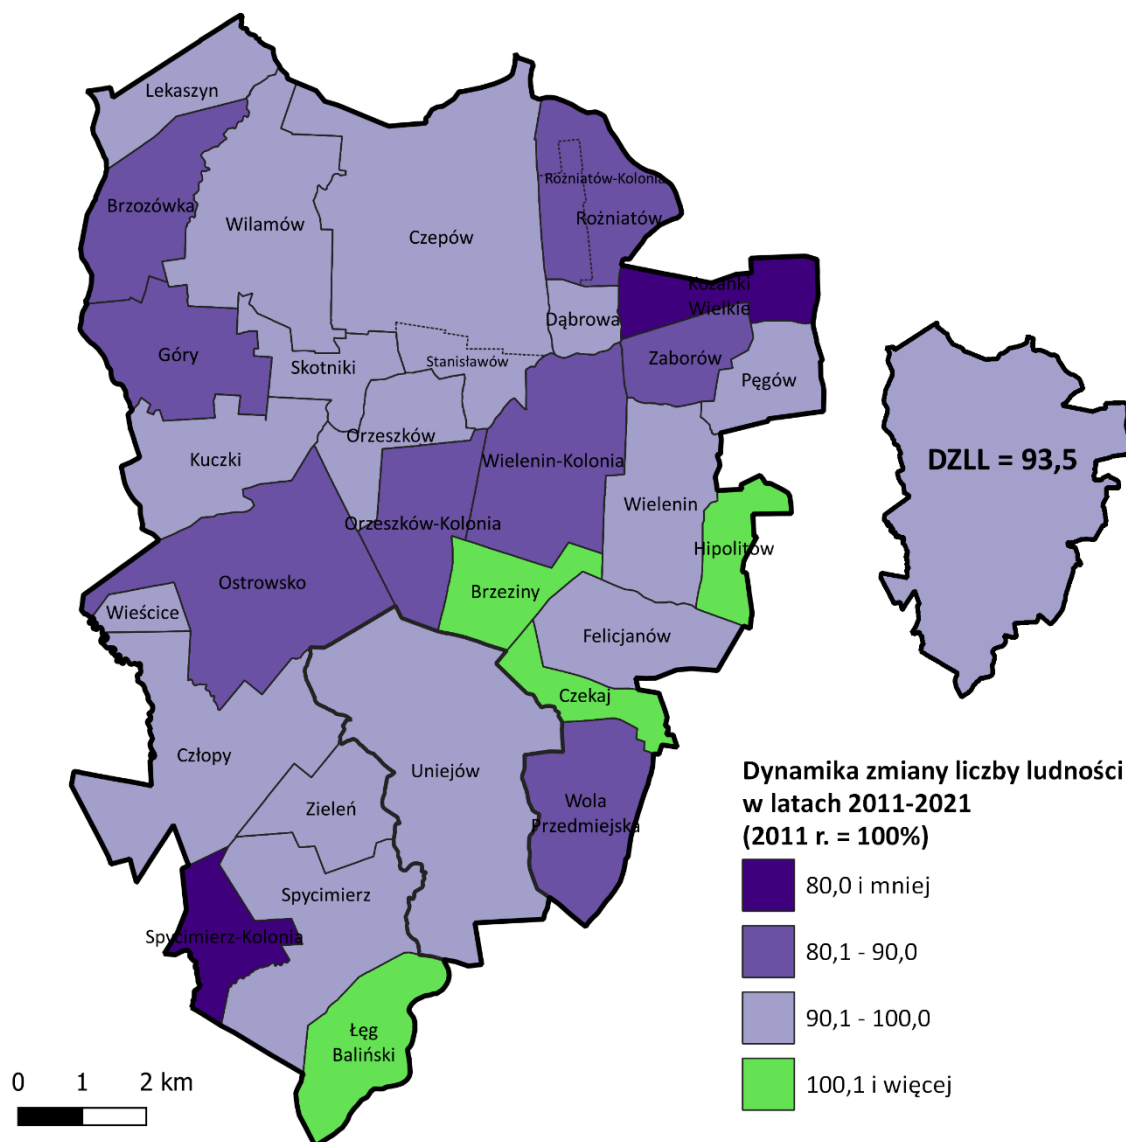 Lekaszyn
Brzozówka
Wilamów
Czepów
Rożniatów-Kolonia
Rożniatów
Kozanki
Wielkie
Dąbrowa
Zaborów
Pęgów
Góry
Skotniki
Stanisławów
Orzeszków
Kuczki
Wielenin-Kolonia
Wielenin
Orzeszków-Kolonia
Hipolitów
Ostrowsko
Brzeziny
Wieścice
Felicjanów
Czekaj
Człopy
Uniejów
Zieleń
Wola
Przedmiejska
Spycimierz
Spycimierz-Kolonia
Łęg
Baliński
0 1 2 km
DZLL = 93,5
Dynamika zmiany liczby ludności
w latach 2011-2021
(2011 r. = 100%)
80,0 i mniej
80,1 - 90,0
90,1 - 100,0
100,1 i więcej